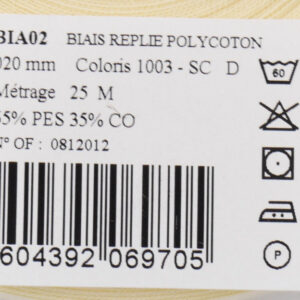 BIA02 BIAIS REPLIE POLYCOTON
020 mm Coloris 1003 - SC D
Métrage 25 M
65% PES 35% CO
N° OF : 0812012
604392 069705
60
P